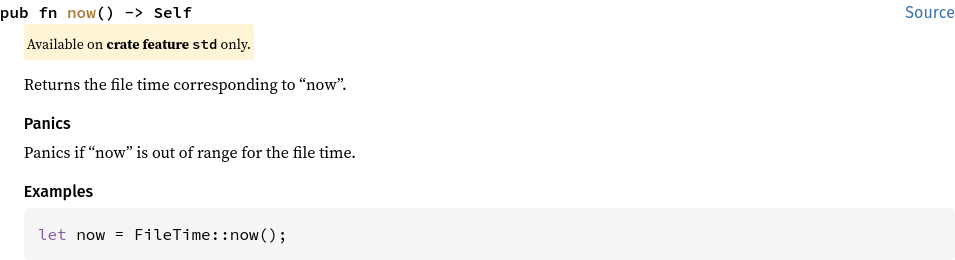 pub fn now() -> Self Source
Available on crate feature std only.
Returns the file time corresponding to “now”.
Panics
Panics if “now” is out of range for the file time.
Examples
let now = FileTime::now();